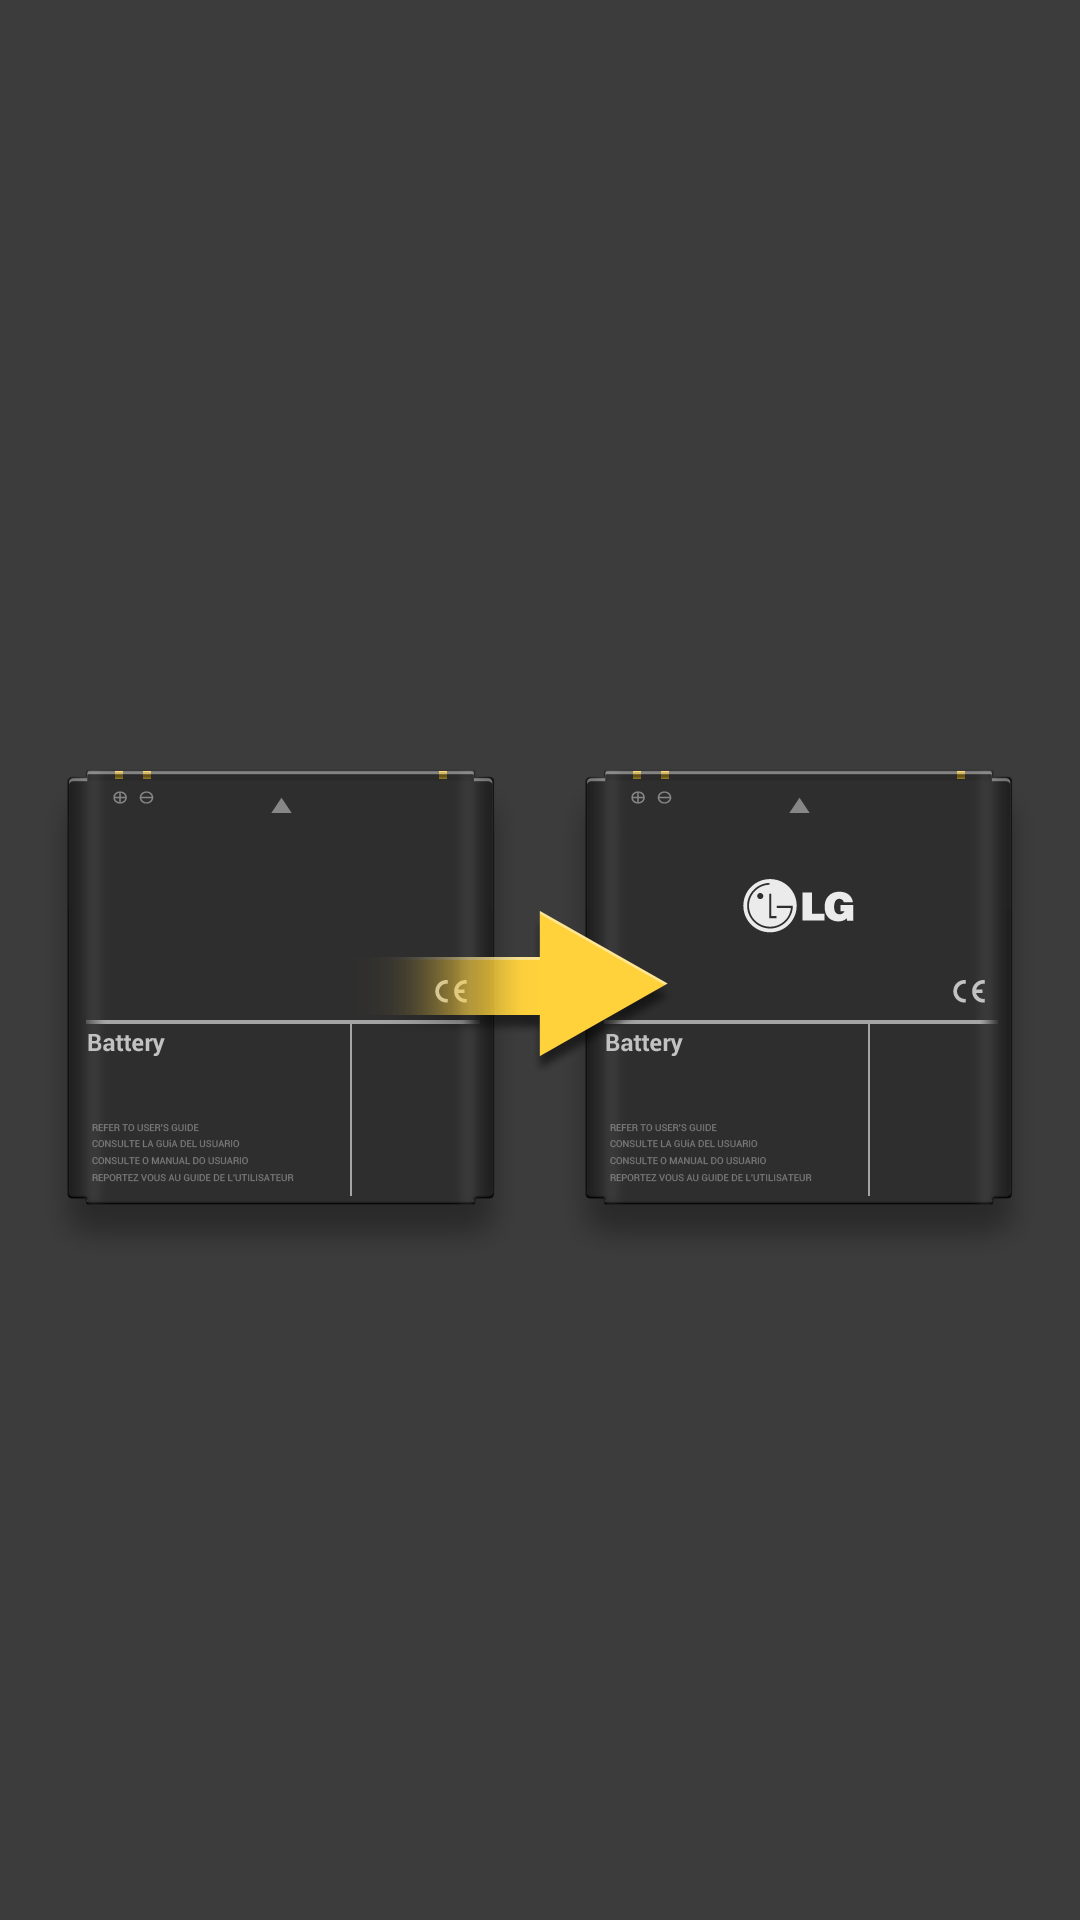 LG
CE
CE
Battery
REFER TO USER'S GUIDE
CONSULTE LA GUiA DEL USUARIO
CONSULTE O MANUAL DO USUARIO
REPORTEZ VOUS AU GUIDE DE L'UTILISATEUR
Battery
REFER TO USER'S GUIDE
CONSULTE LA GUiA DEL USUARIO
CONSULTE O MANUAL DO USUARIO
REPORTEZ VOUS AU GUIDE DE L'UTILISATEUR